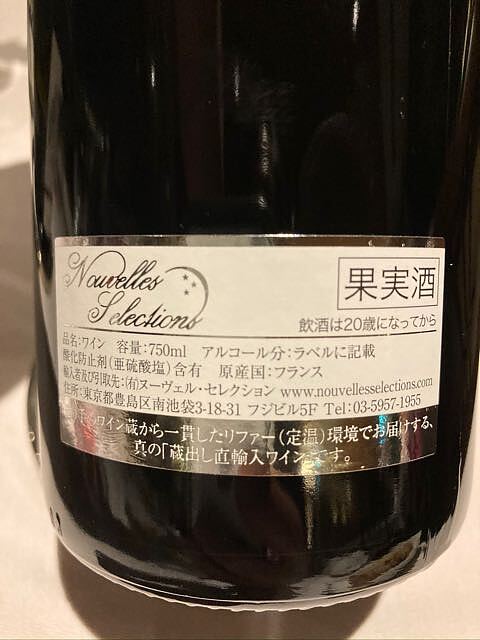 Nouvelles
Selections
果実酒
飲酒は20歳になってから
品名:ワイン 容量:750ml アルコール分:ラベルに記載
酸化防止剤(亜硫酸塩)含有 原産国:フランス
輸入者及び引取先:(有)ヌーヴェル・セレクション www.nouvellesselections.com
住所:東京都豊島区南池袋3-18-31 フジビル5F Tel:03-5957-1955
ワイン蔵から一貫したリファー(定温)環境でお届けする、
真の「蔵出し直輸入ワイン」です。